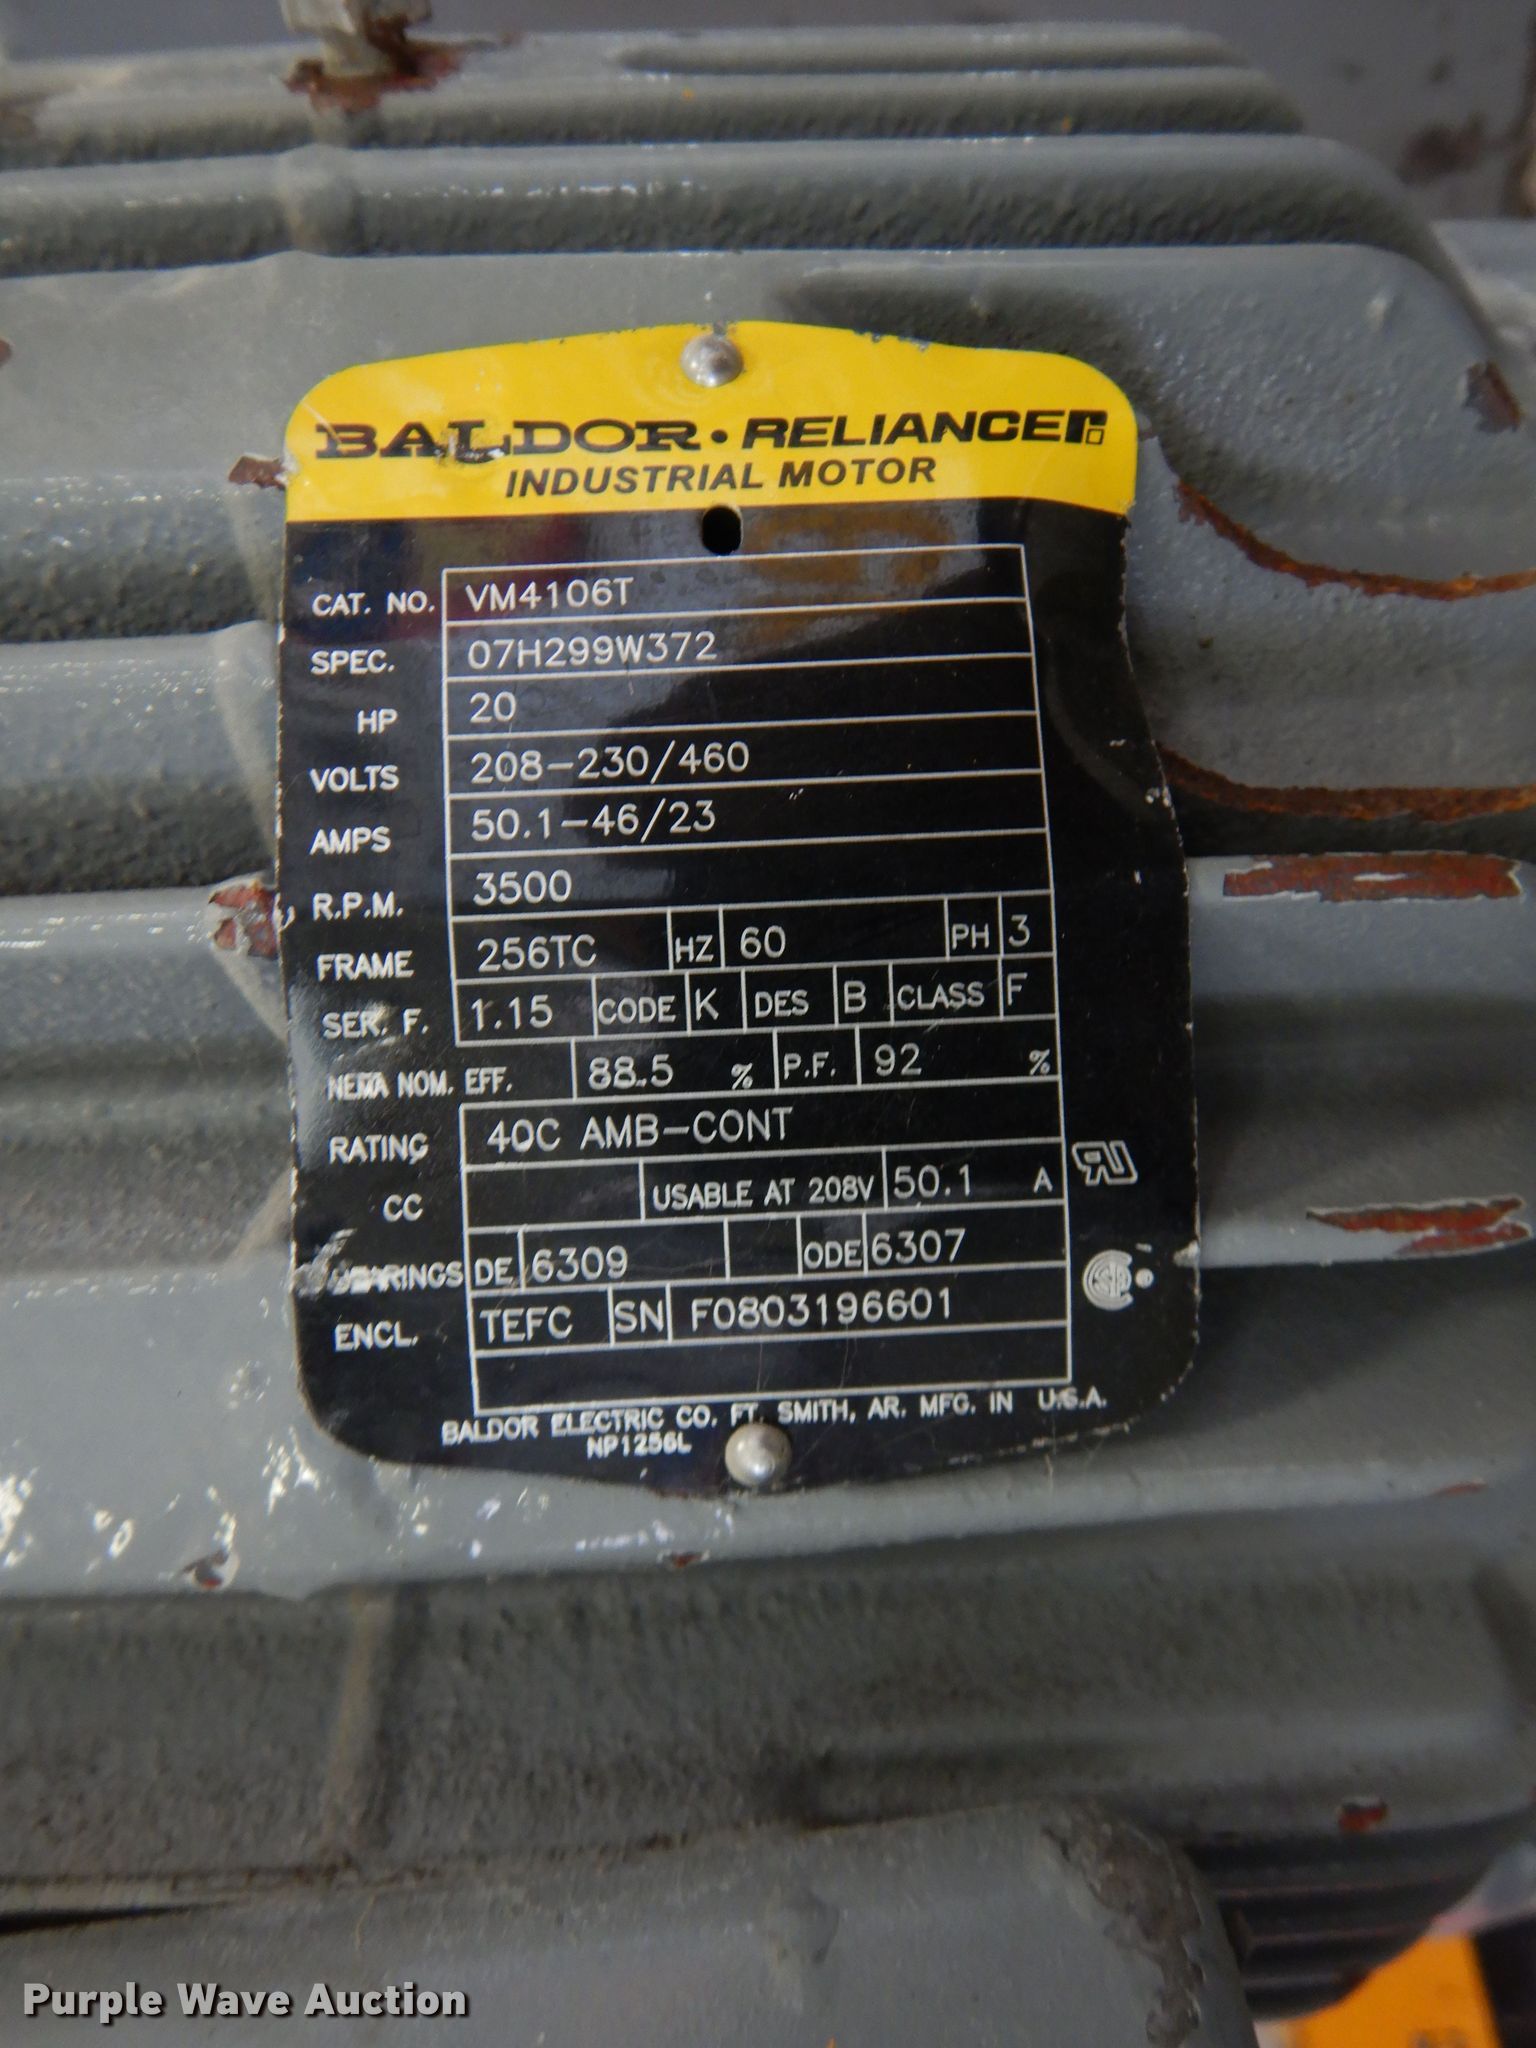 BALDOR • RELIANCE
INDUSTRIAL MOTOR
CAT. NO. VM4106T
SPEC. 07H299W372
HP 20
VOLTS 208-230/460
AMPS 50.1-46/23
R.P.M. 3500
FRAME 256TC HZ 60 PH 3
SER. F. 1.15 CODE K DES B CLASS F
NEMA NOM. EFF. 88.5 % P.F. 92 %
RATING 40C AMB-CONT
CC USABLE AT 208V 50.1 A
BEARINGS DE 6309 ODE 6307
ENCL. TEFC SN F0803196601
BALDOR ELECTRIC CO. FT. SMITH, AR. MFG. IN U.S.A.
NP1256L
Purple Wave Auction